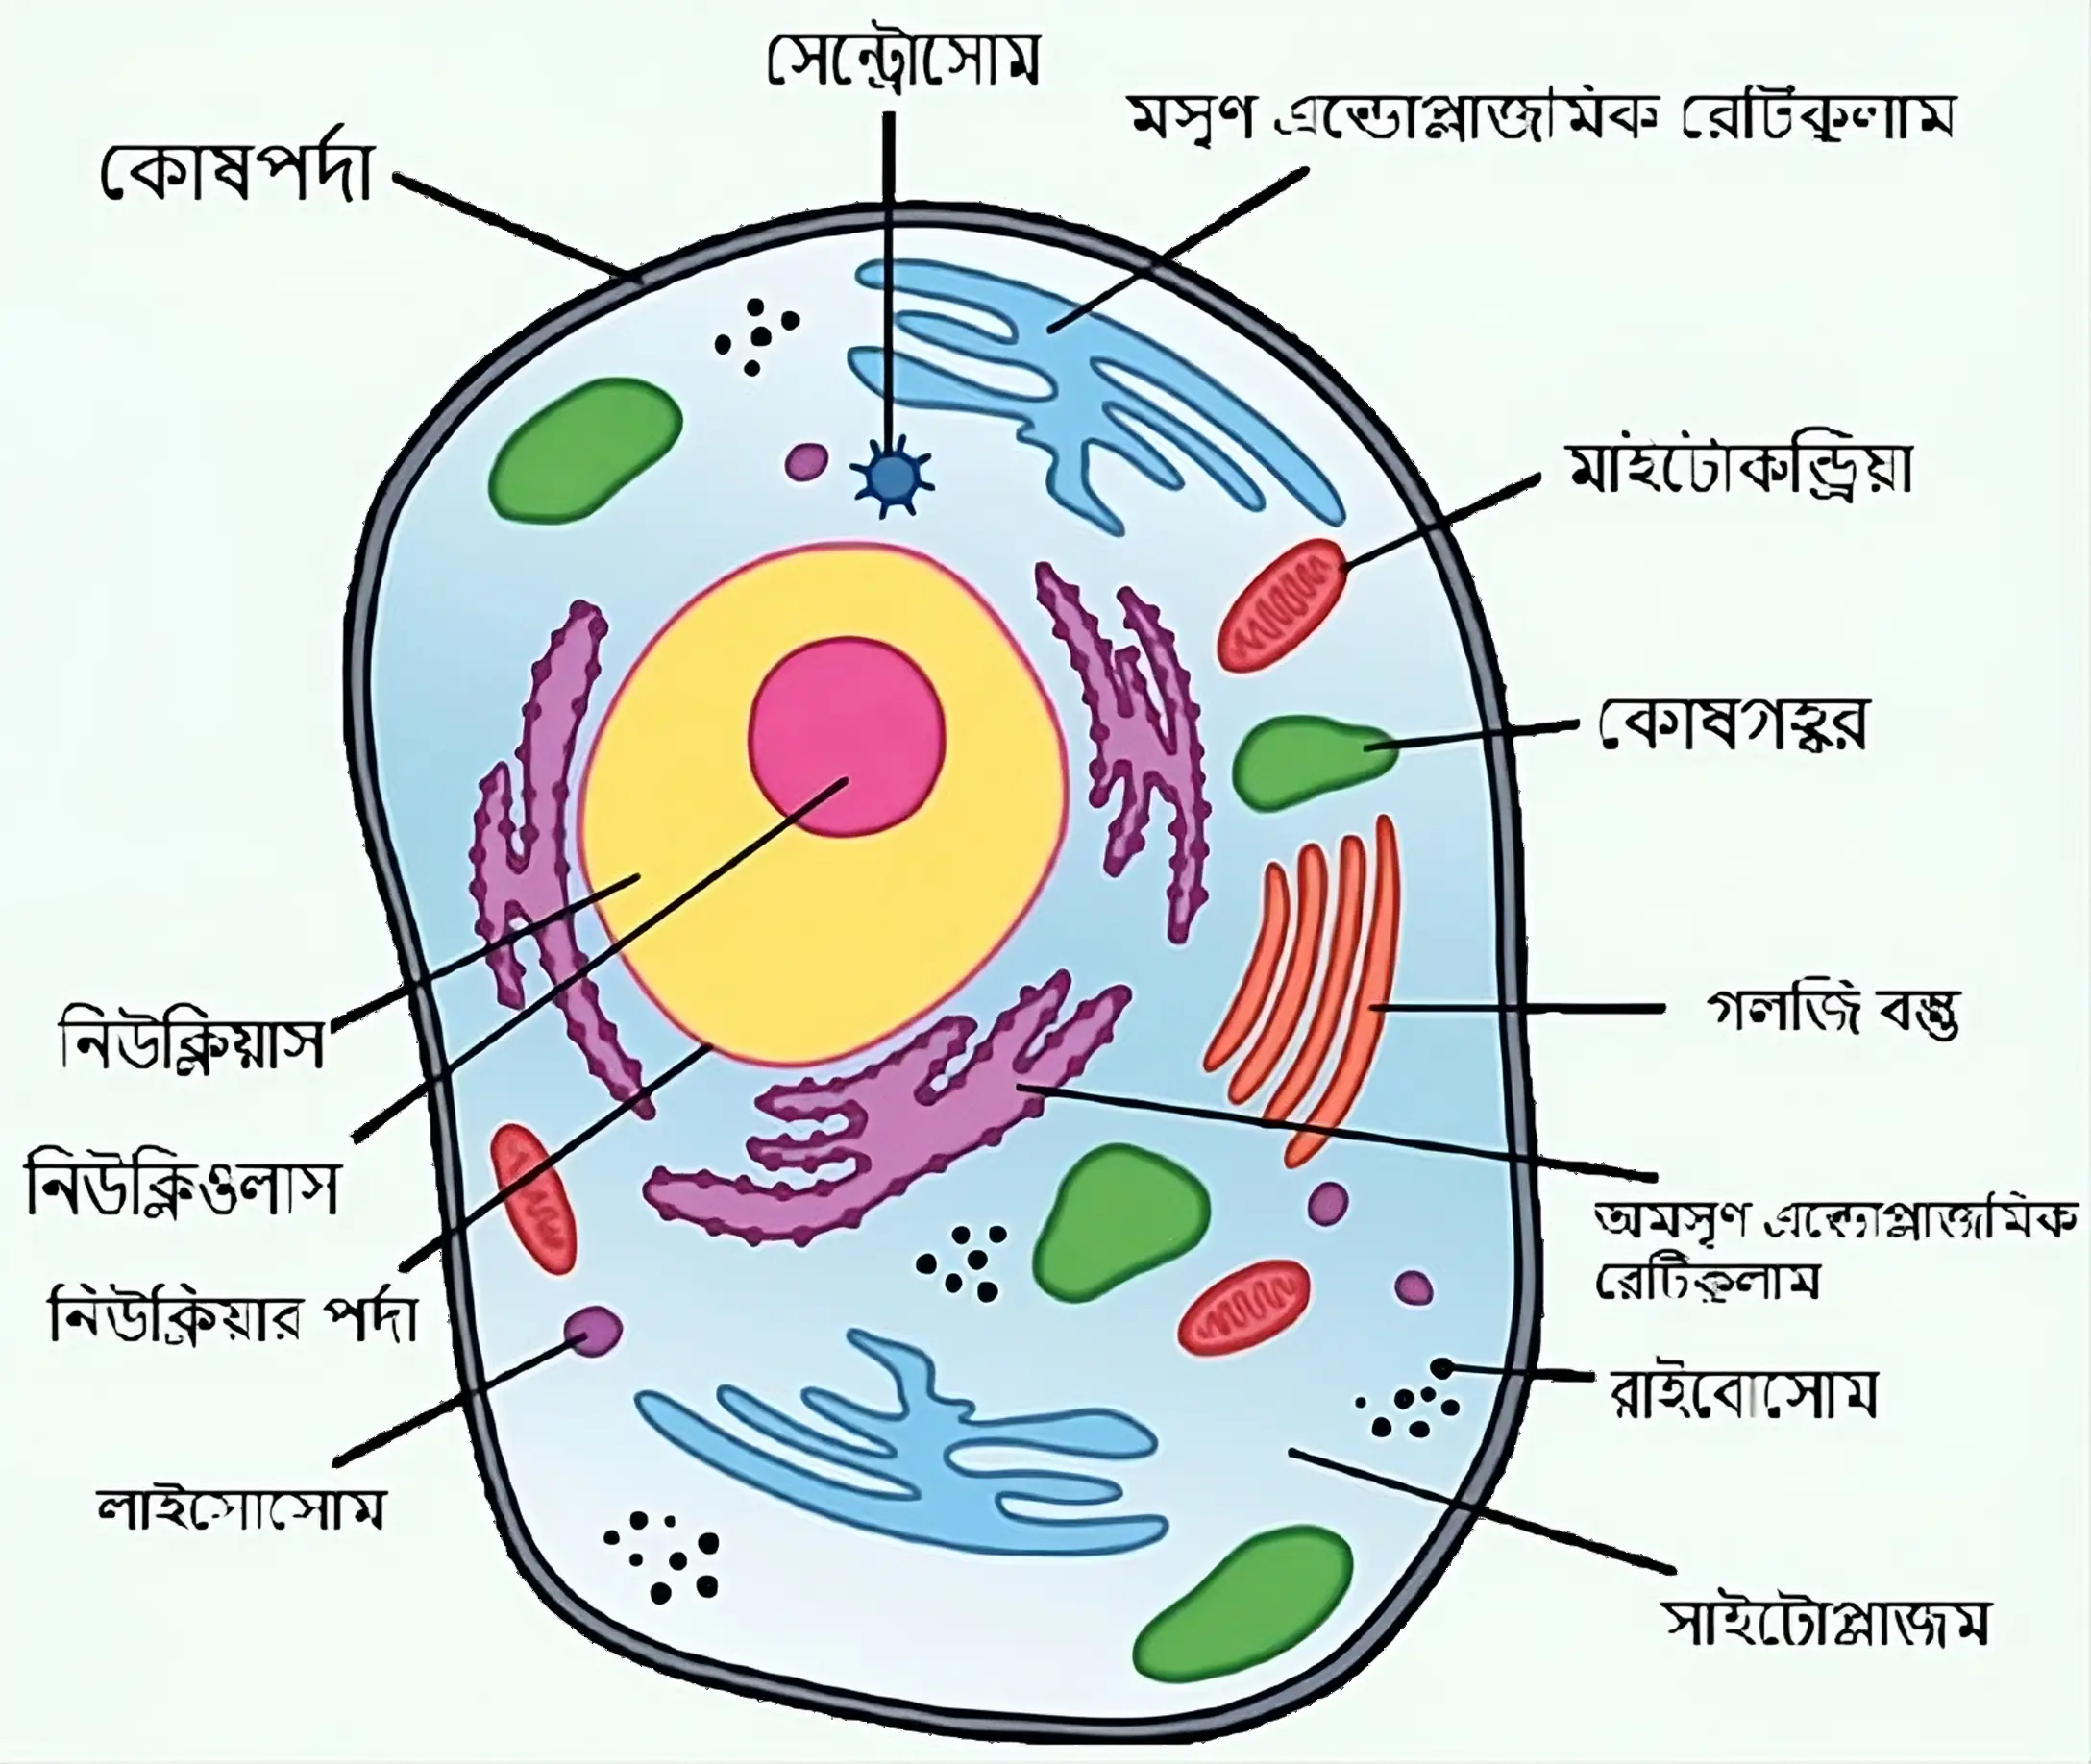 সেন্ট্রোসোম
মসৃণ এন্ডোপ্লাজমিক রেটিকুলাম
কোষপর্দা
মাইটোকন্ড্রিয়া
কোষগহ্বর
গলজি বস্তু
নিউক্লিয়াস
নিউক্লিওলাস
অমসৃণ এন্ডোপ্লাজমিক
রেটিকুলাম
নিউক্লিয়ার পর্দা
রাইবোসোম
লাইসোসোম
সাইটোপ্লাজম